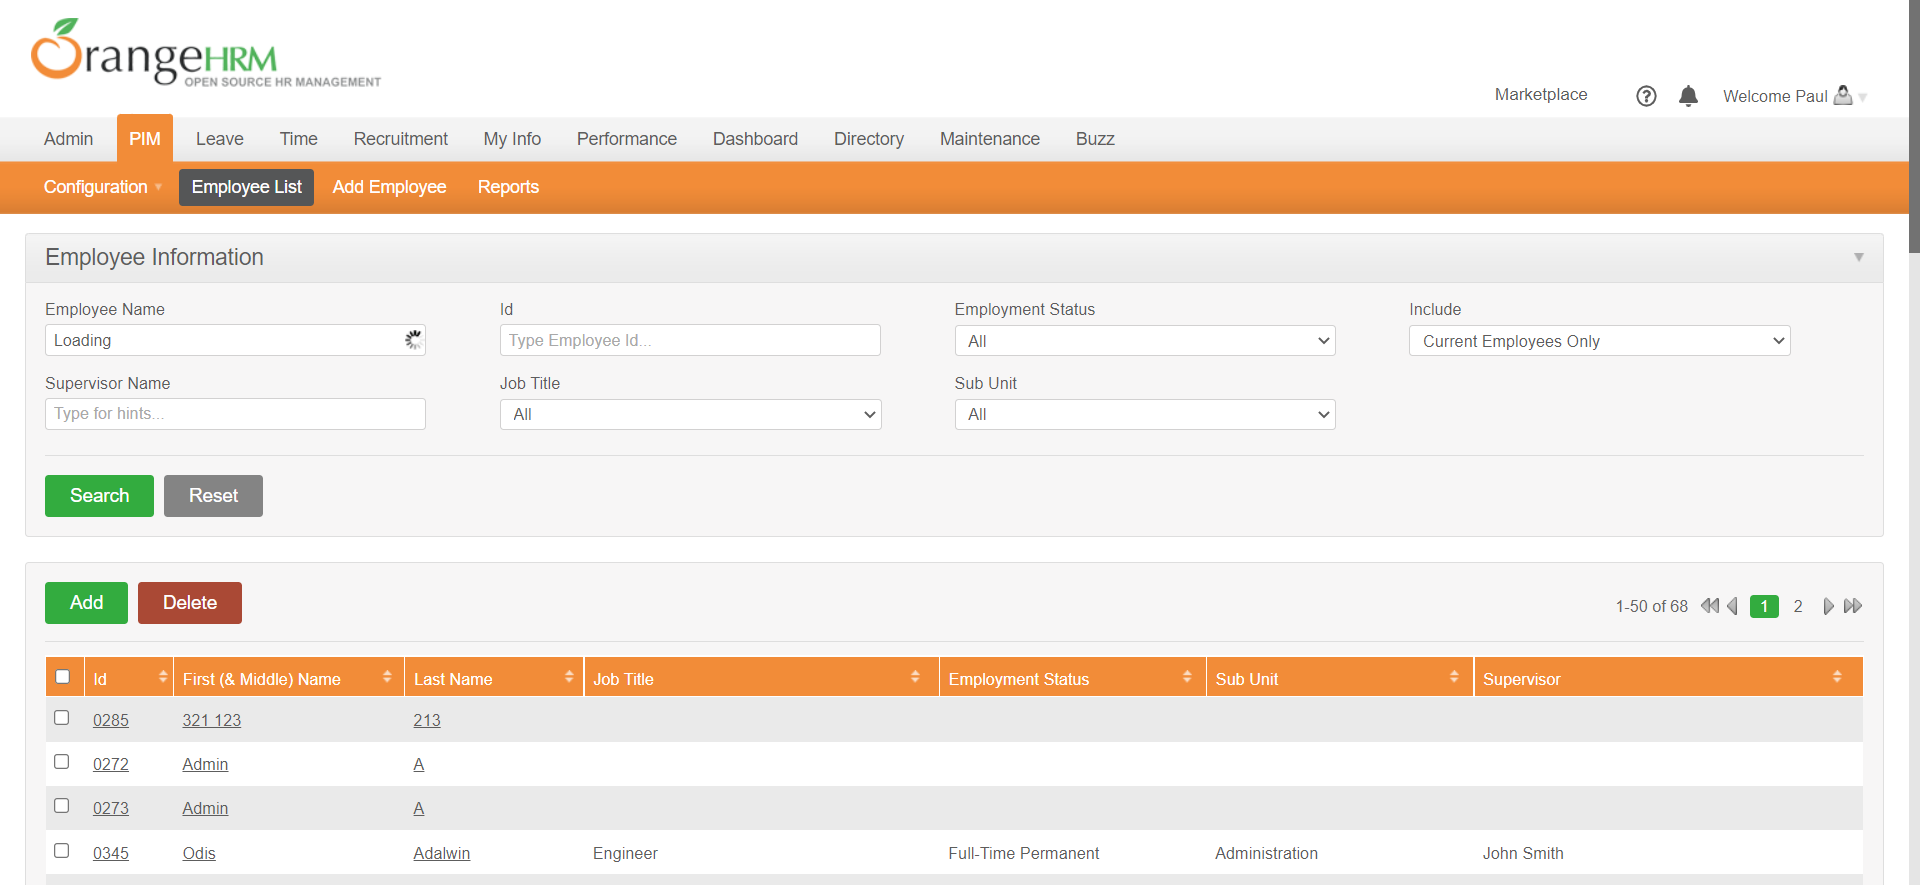 OrangeHRM
OPEN SOURCE HR MANAGEMENT
Marketplace
Welcome Paul
Admin PIM Leave Time Recruitment My Info Performance Dashboard Directory Maintenance Buzz
Configuration Employee List Add Employee Reports
Employee Information
Employee Name Id Employment Status Include
Loading Type Employee Id... All Current Employees Only
Supervisor Name Job Title Sub Unit
Type for hints... All All
Search Reset
Add Delete 1-50 of 68 1 2
Id First (& Middle) Name Last Name Job Title Employment Status Sub Unit Supervisor
0285 321 123 213
0272 Admin A
0273 Admin A
0345 Odis Adalwin Engineer Full-Time Permanent Administration John Smith